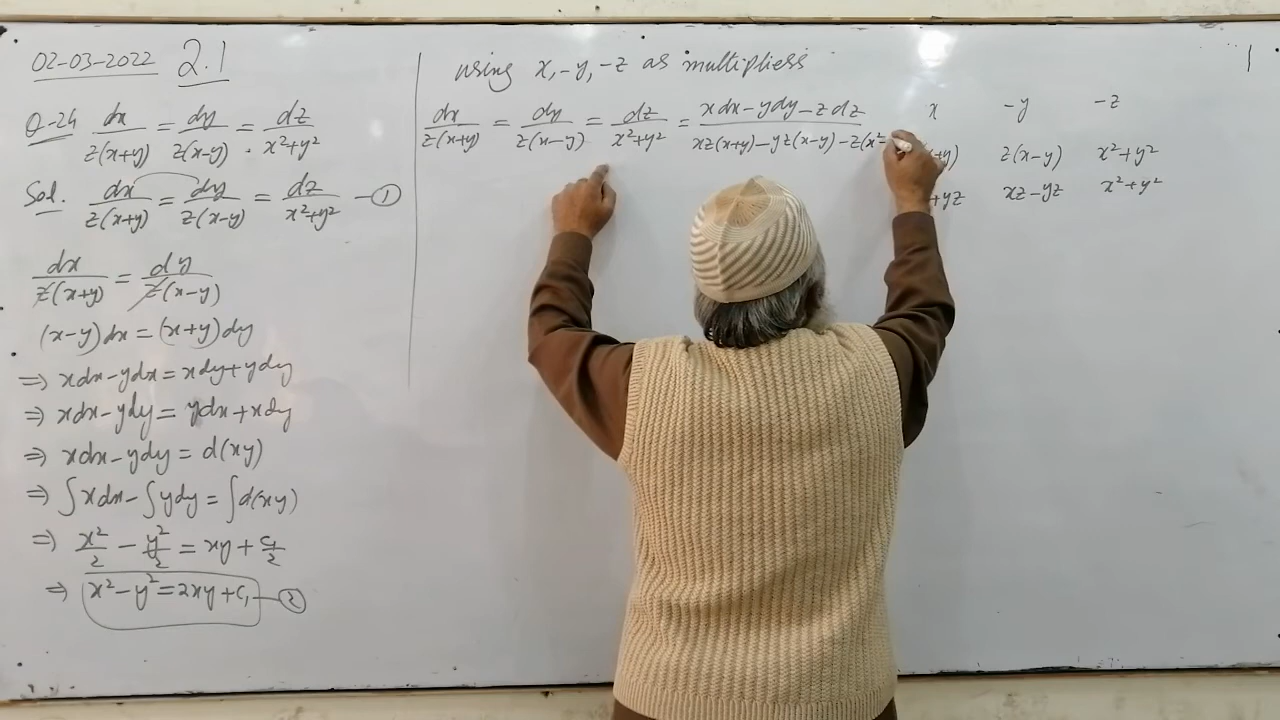 02-03-2022 2.1
Q-24 dx/z(x+y) = dy/z(x-y) = dz/x²+y²
Sol. dx/z(x+y) = dy/z(x-y) = dz/x²+y² —①
dx/z(x+y) = dy/z(x-y)
(x-y)dx = (x+y)dy
⇒ xdx-ydx = xdy+ydy
⇒ xdx-ydy = ydx+xdy
⇒ xdx-ydy = d(xy)
⇒ ∫xdx-∫ydy = ∫d(xy)
⇒ x²/2 - y²/2 = xy + c₁/2
⇒ x²-y²=2xy+c₁ —②
using x,-y,-z as multipliers
dx/z(x+y) = dy/z(x-y) = dz/x²+y² = xdx-ydy-zdz/xz(x+y)-yz(x-y)-z(x²
x -y -z
+y) z(x-y) x²+y²
+yz xz-yz x²+y²